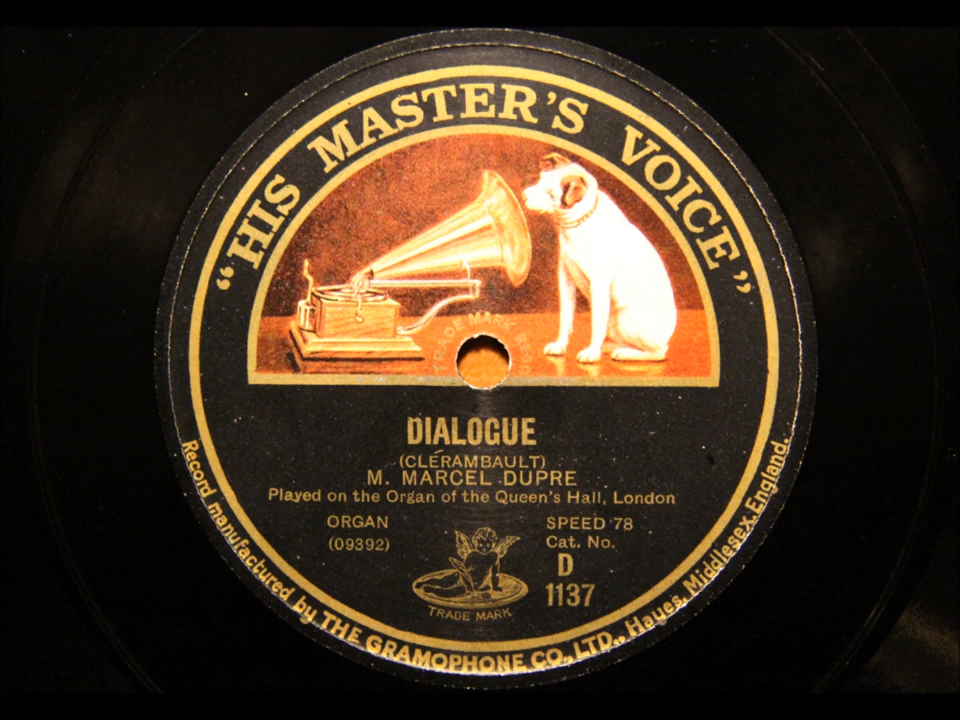 “HIS MASTER'S VOICE”
TRADE MARK REGD
DIALOGUE
(CLÉRAMBAULT)
M. MARCEL DUPRE
Played on the Organ of the Queen's Hall, London
ORGAN
(09392)
SPEED 78
Cat. No.
D
1137
TRADE MARK
Record manufactured by THE GRAMOPHONE CO., LTD., Hayes, Middlesex, England.